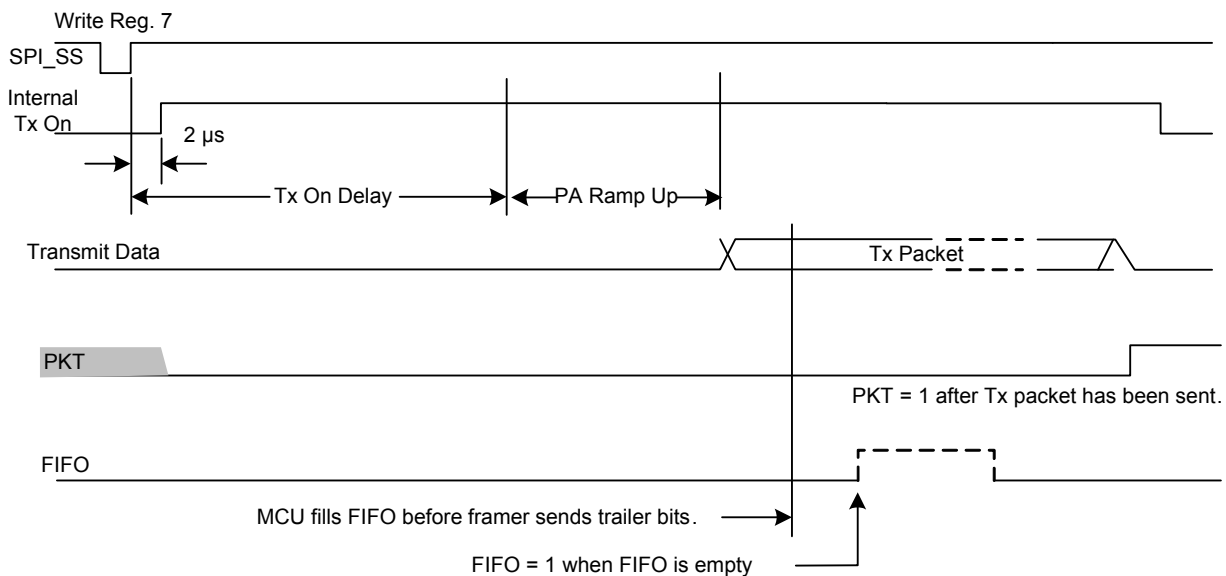 Write Reg. 7
SPI_SS
Internal
Tx On
2 µs
Tx On Delay
PA Ramp Up
Transmit Data
Tx Packet
PKT
PKT = 1 after Tx packet has been sent.
FIFO
MCU fills FIFO before framer sends trailer bits.
FIFO = 1 when FIFO is empty